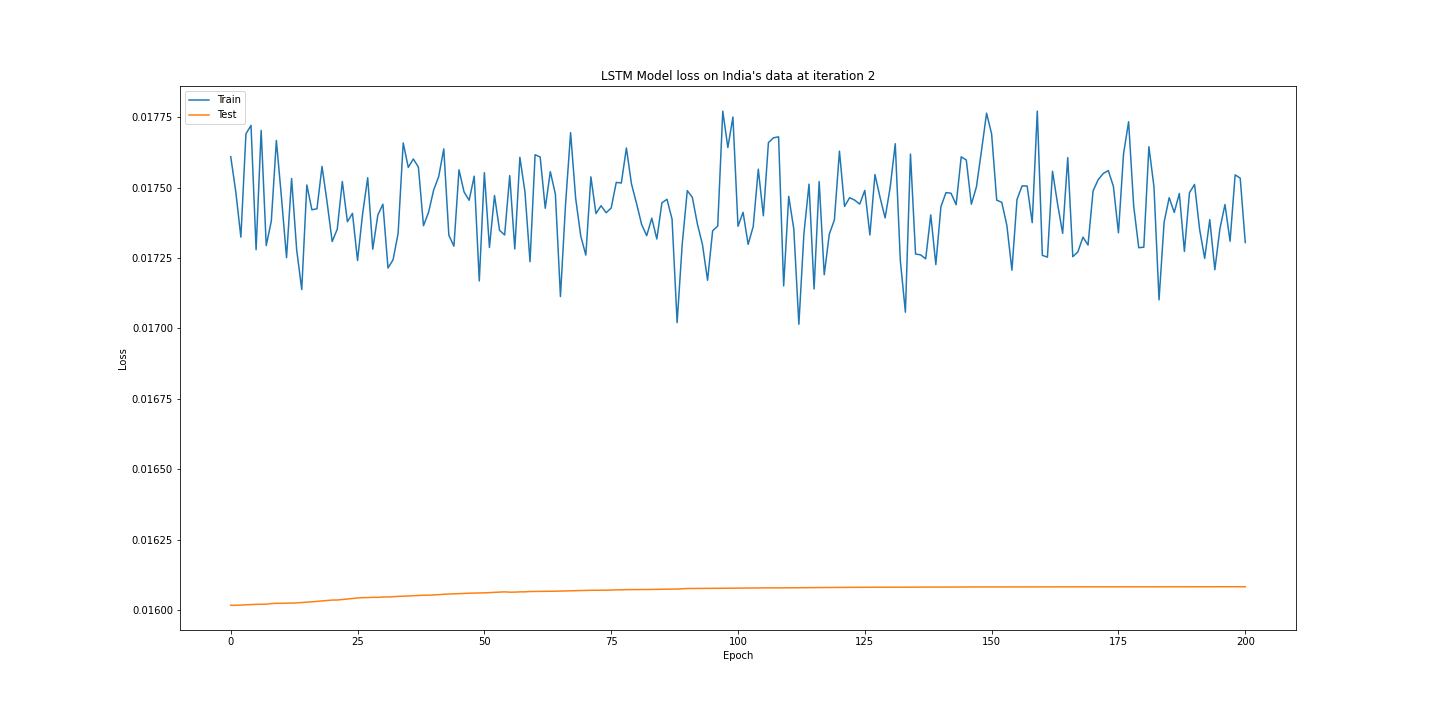 LSTM Model loss on India's data at iteration 2
Train
Test
0.01775
0.01750
0.01725
0.01700
0.01675
0.01650
0.01625
0.01600
Loss
0 25 50 75 100 125 150 175 200
Epoch